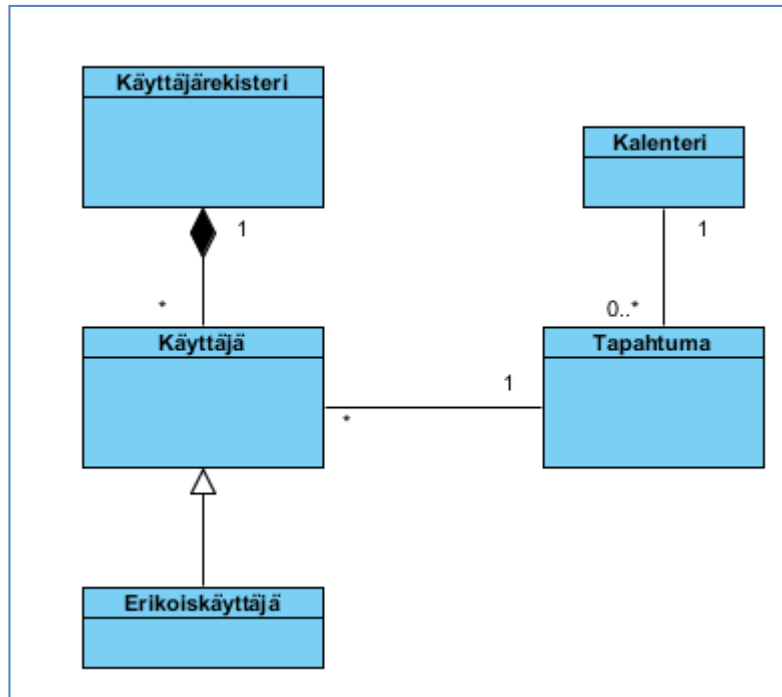 Käyttäjärekisteri
Kalenteri
1
1
*
0..*
Käyttäjä
Tapahtuma
1
*
Erikoiskäyttäjä